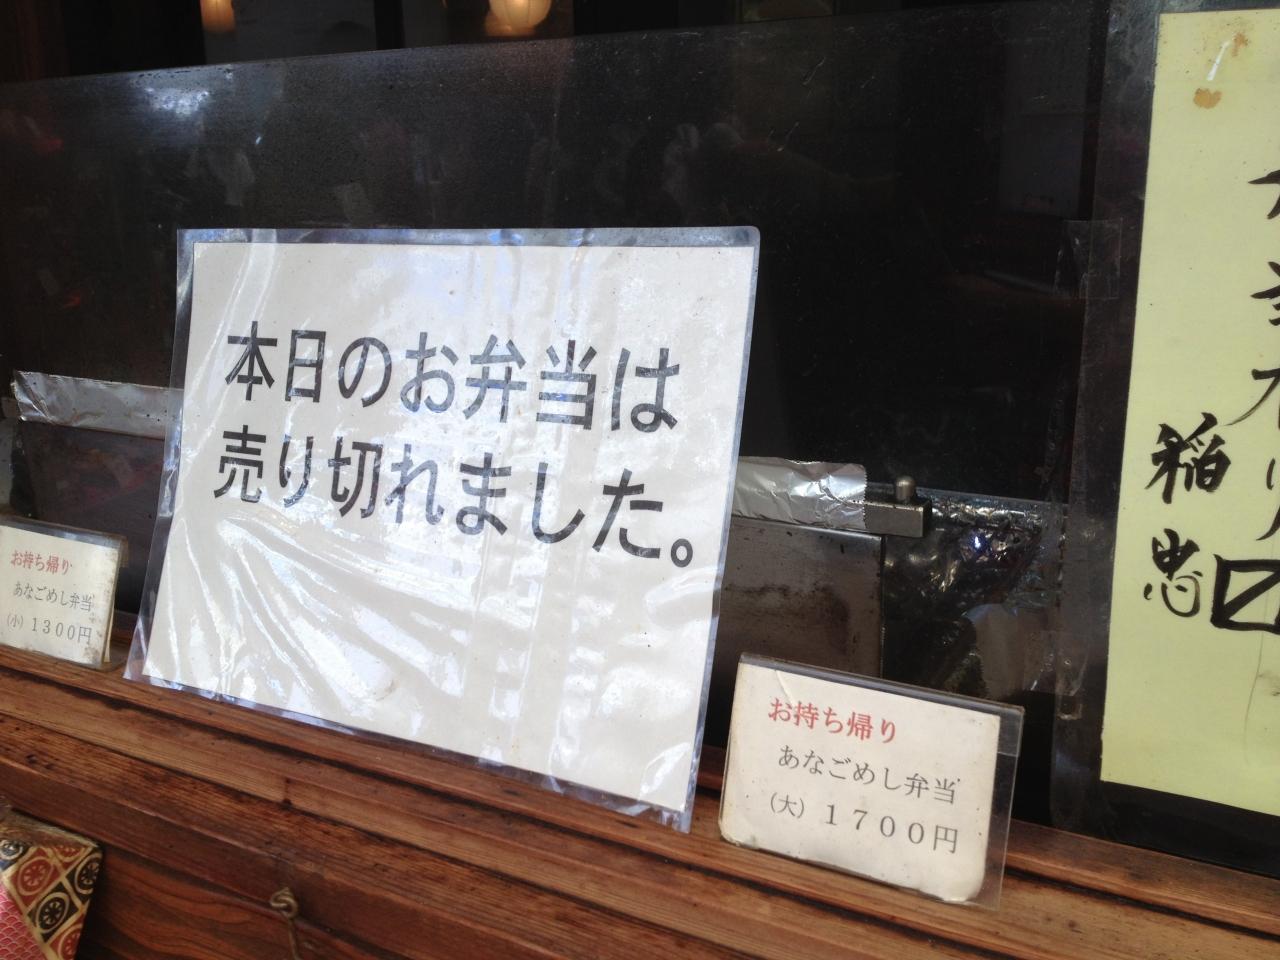 本日のお弁当は
売り切れました。
お持ち帰り
あなごめし弁当
(小) 1300円
お持ち帰り
あなごめし弁当
(大) 1700円
稲忠